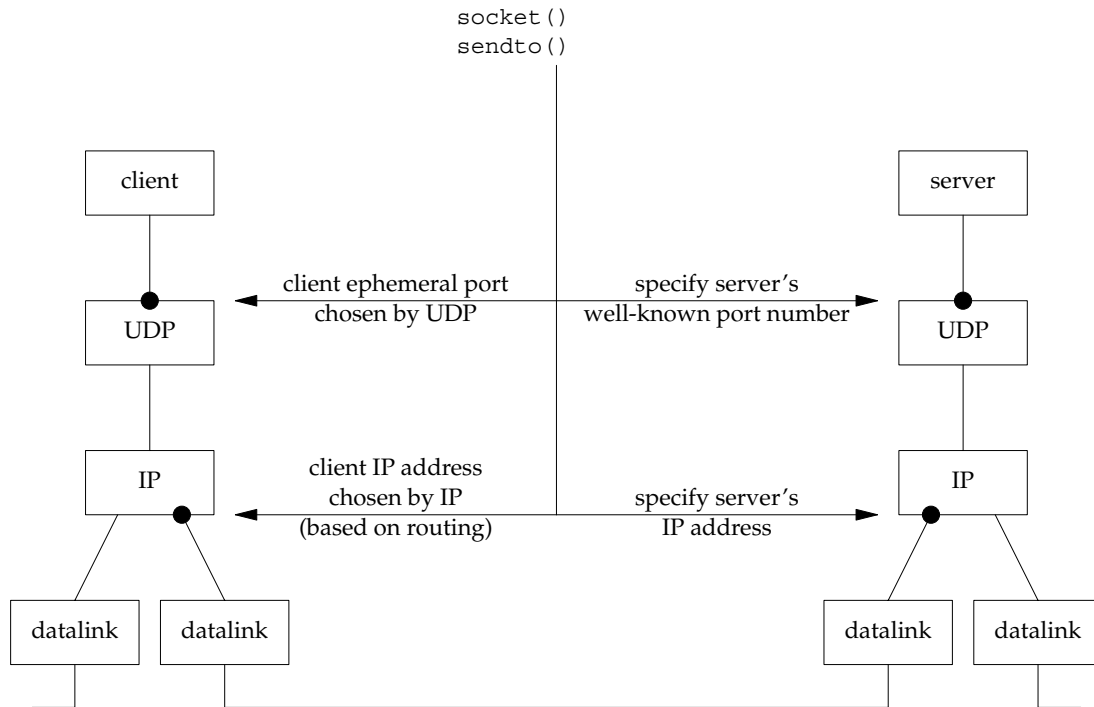 socket()
sendto()
client
server
client ephemeral port
chosen by UDP
specify server's
well-known port number
UDP
UDP
client IP address
chosen by IP
(based on routing)
specify server's
IP address
IP
IP
datalink
datalink
datalink
datalink